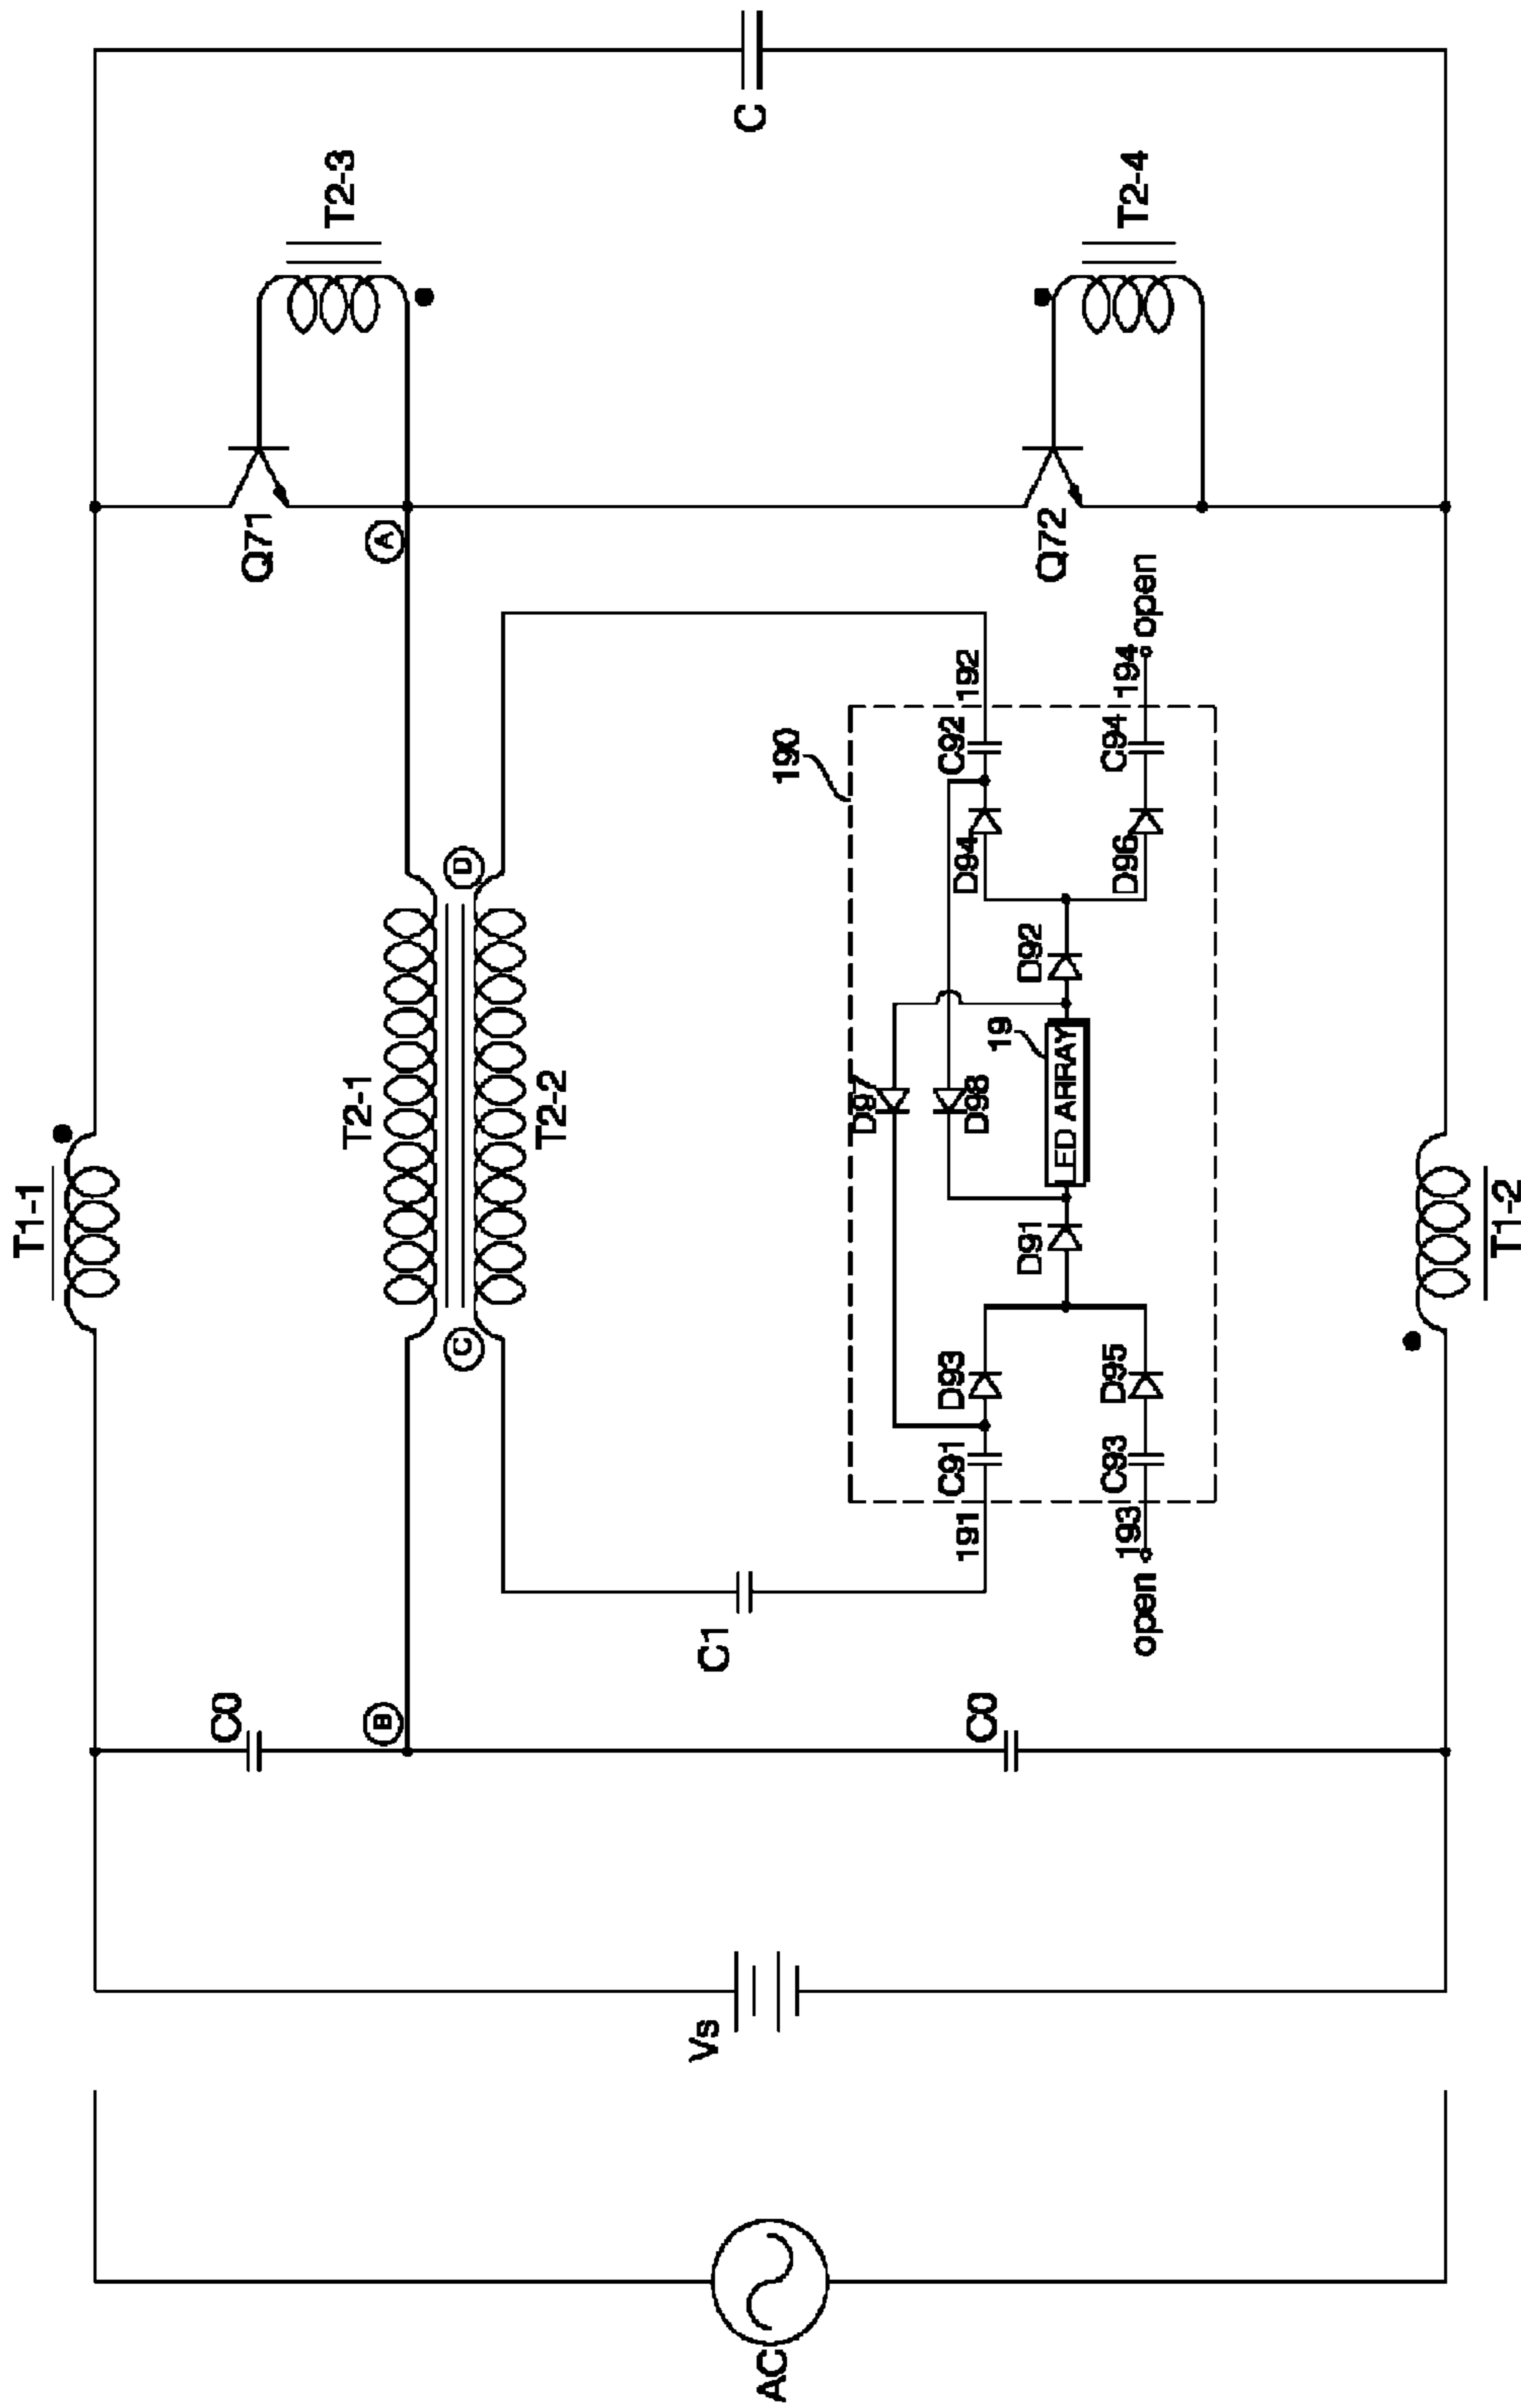 T1-1
C
T2-3
Q71
A
T2-1
D
C
T2-2
C0
B
T2-4
Q72
open
194
192
190
C92
C94
D94
D96
D92
19
LED ARRAY
D97
D98
D91
D93
D95
C91
C93
191
193
open
C1
C0
Vs
AC
T1-2